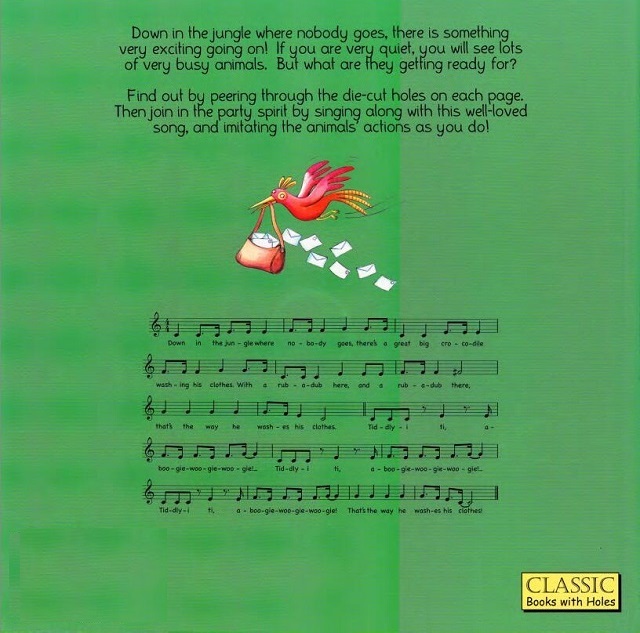 Down in the jungle where nobody goes, there is something
very exciting going on! If you are very quiet, you will see lots
of very busy animals. But what are they getting ready for?
Find out by peering through the die-cut holes on each page.
Then join in the party spirit by singing along with this well-loved
song, and imitating the animals' actions as you do!
Down in the jun - gle where no - bo - dy goes, there's a great big cro - co - dile
wash - ing his clothes. With a rub - a-dub here, and a rub - a-dub there,
that's the way he wash - es his clothes. Tid - dly - i ti, a -
boo - gie-woo-gie-woo - gie!.. Tid-dly - i ti, a - boo - gie-woo-gie-woo - gie!..
Tid-dly-i ti, a - boo-gie-woo-gie-woo-gie! That's the way he wash-es his clothes!
CLASSIC
Books with Holes